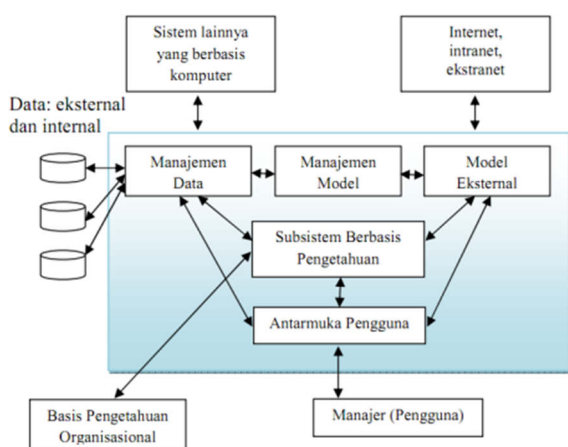 Sistem lainnya
yang berbasis
komputer
Internet,
intranet,
ekstranet
Data: eksternal
dan internal
Manajemen
Data
Manajemen
Model
Model
Eksternal
Subsistem Berbasis
Pengetahuan
Antarmuka Pengguna
Basis Pengetahuan
Organisasional
Manajer (Pengguna)